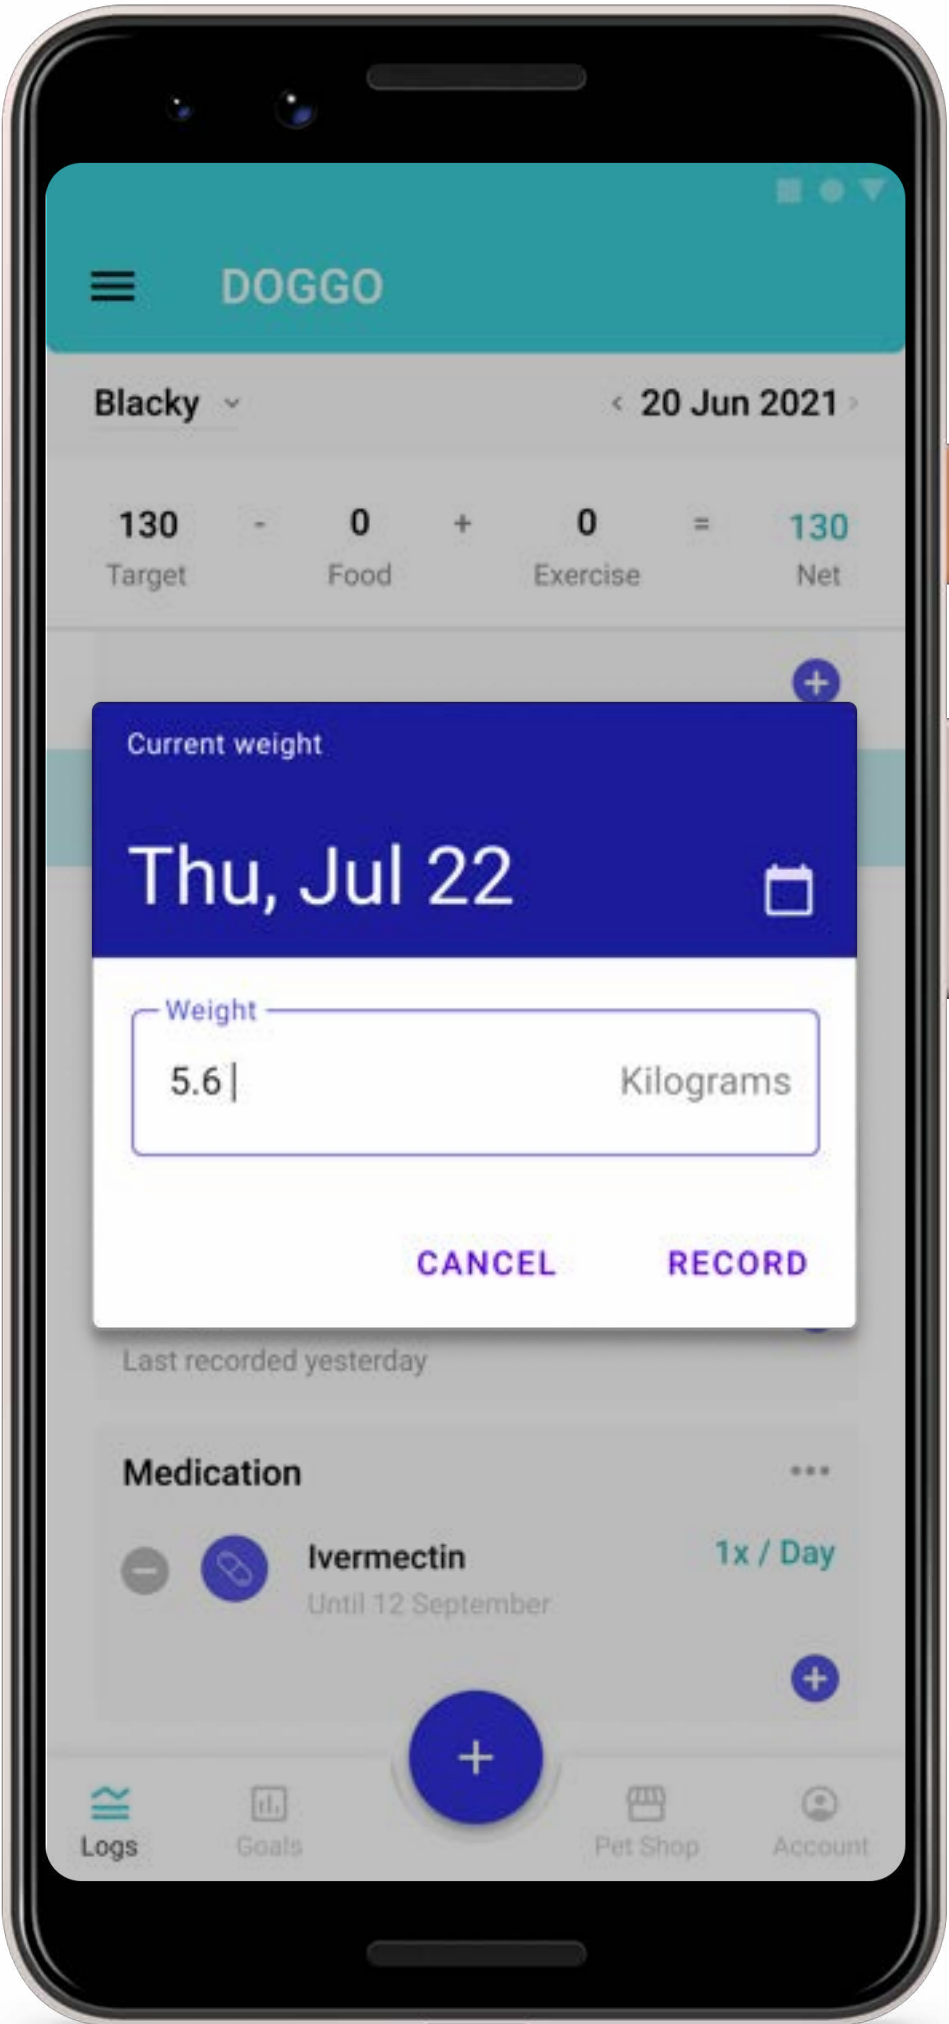 DOGGO
Blacky
< 20 Jun 2021 >
130 - 0 + 0 = 130
Target Food Exercise Net
+
Current weight
Thu, Jul 22
Weight
5.6 Kilograms
CANCEL RECORD
Last recorded yesterday
Medication
Ivermectin 1x / Day
Until 12 September
+
+
Logs Goals Pet Shop Account